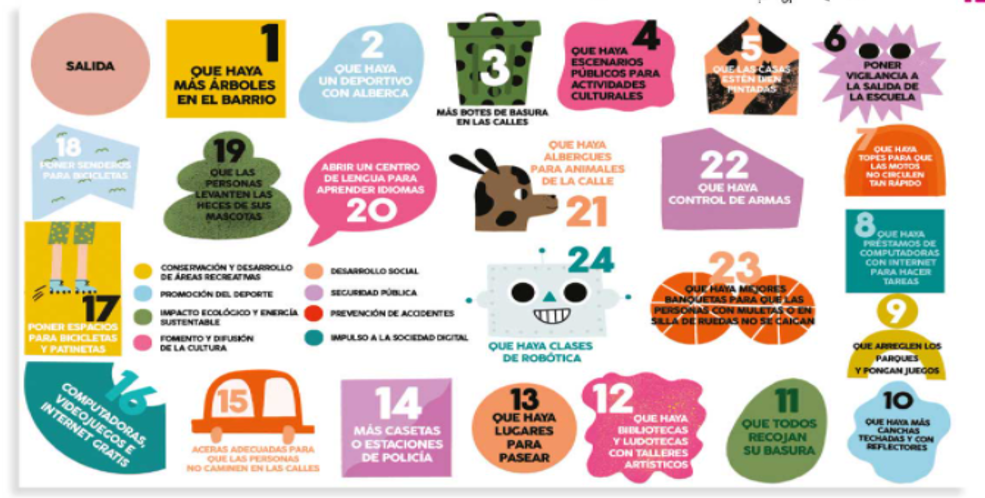 SALIDA
1
QUE HAYA
MÁS ÁRBOLES
EN EL BARRIO
2
QUE HAYA
UN DEPORTIVO
CON ALBERCA
3
MÁS BOTES DE BASURA
EN LAS CALLES
4
QUE HAYA
ESCENARIOS
PÚBLICOS PARA
ACTIVIDADES
CULTURALES
5
QUE LAS CASAS
ESTÉN BIEN
PINTADAS
6
PONER
VIGILANCIA A
LA SALIDA DE
LA ESCUELA
7
QUE HAYA
TOPES PARA QUE
LAS MOTOS
NO CIRCULEN
TAN RÁPIDO
8
QUE HAYA
PRÉSTAMOS DE
COMPUTADORAS
CON INTERNET
PARA HACER
TAREAS
9
QUE ARREGLEN LOS
PARQUES
Y PONGAN JUEGOS
10
QUE HAYA MÁS
CANCHAS
TECHADAS Y CON
REFLECTORES
11
QUE TODOS
RECOJAN
SU BASURA
12
QUE HAYA
BIBLIOTECAS
Y LUDOTECAS
CON TALLERES
ARTÍSTICOS
13
QUE HAYA
LUGARES
PARA
PASEAR
14
MÁS CASETAS
O ESTACIONES
DE POLICÍA
15
ACERAS ADECUADAS PARA
QUE LAS PERSONAS
NO CAMINEN EN LAS CALLES
16
COMPUTADORAS,
VIDEOJUEGOS E
INTERNET GRATIS
17
PONER ESPACIOS
PARA BICICLETAS
Y PATINETAS
18
PONER SENDEROS
PARA BICICLETAS
19
QUE LAS
PERSONAS
LEVANTEN LAS
HECES DE SUS
MASCOTAS
ABRIR UN CENTRO
DE LENGUA PARA
APRENDER IDIOMAS
20
QUE HAYA
ALBERGUES
PARA ANIMALES
DE LA CALLE
21
22
QUE HAYA
CONTROL DE ARMAS
23
QUE HAYA MEJORES
BANQUETAS PARA QUE LAS
PERSONAS CON MULETAS O EN
SILLA DE RUEDAS NO SE CAIGAN
24
QUE HAYA CLASES
DE ROBÓTICA
CONSERVACIÓN Y DESARROLLO
DE ÁREAS RECREATIVAS
PROMOCIÓN DEL DEPORTE
IMPACTO ECOLÓGICO Y ENERGÍA
SUSTENTABLE
FOMENTO Y DIFUSIÓN
DE LA CULTURA
DESARROLLO SOCIAL
SEGURIDAD PÚBLICA
PREVENCIÓN DE ACCIDENTES
IMPULSO A LA SOCIEDAD DIGITAL